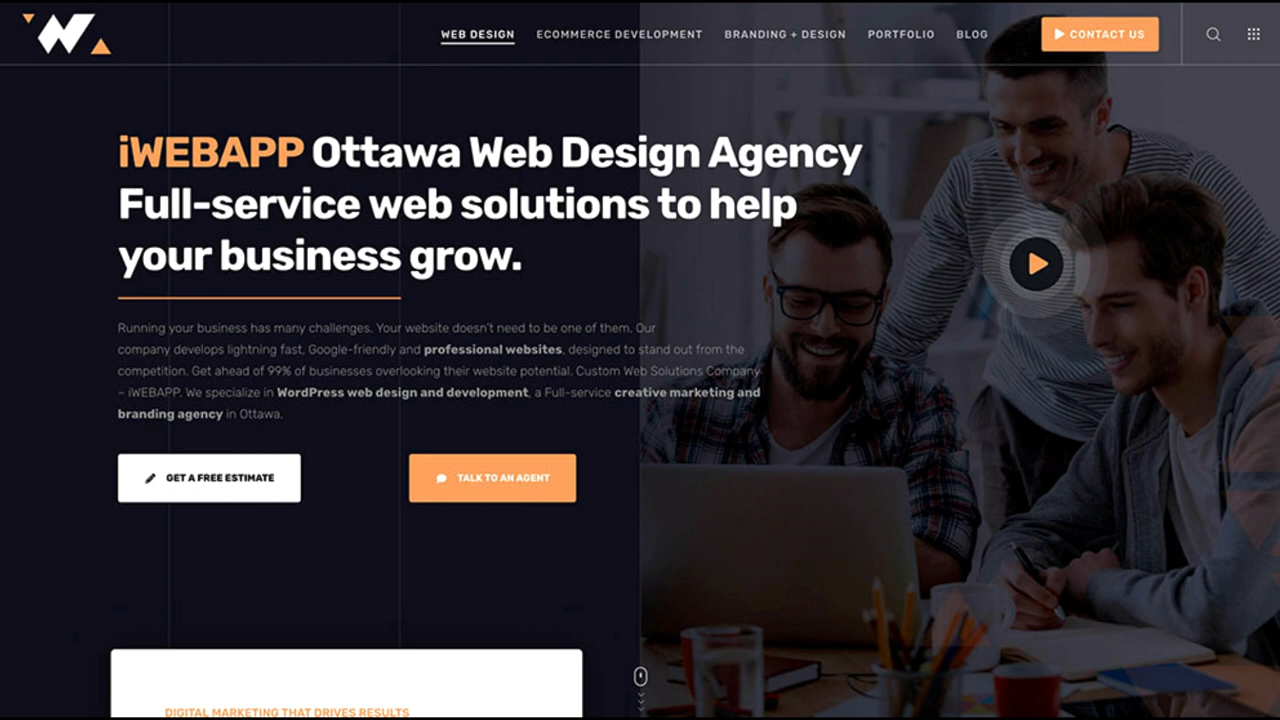 WEB DESIGN ECOMMERCE DEVELOPMENT BRANDING + DESIGN PORTFOLIO BLOG CONTACT US
iWEBAPP Ottawa Web Design Agency
Full-service web solutions to help
your business grow.
Running your business has many challenges. Your website doesn't need to be one of them. Our
company develops lightning fast, Google-friendly and professional websites, designed to stand out from the
competition. Get ahead of 99% of businesses overlooking their website potential. Custom Web Solutions Company
– iWEBAPP. We specialize in WordPress web design and development, a Full-service creative marketing and
branding agency in Ottawa.
GET A FREE ESTIMATE TALK TO AN AGENT
DIGITAL MARKETING THAT DRIVES RESULTS